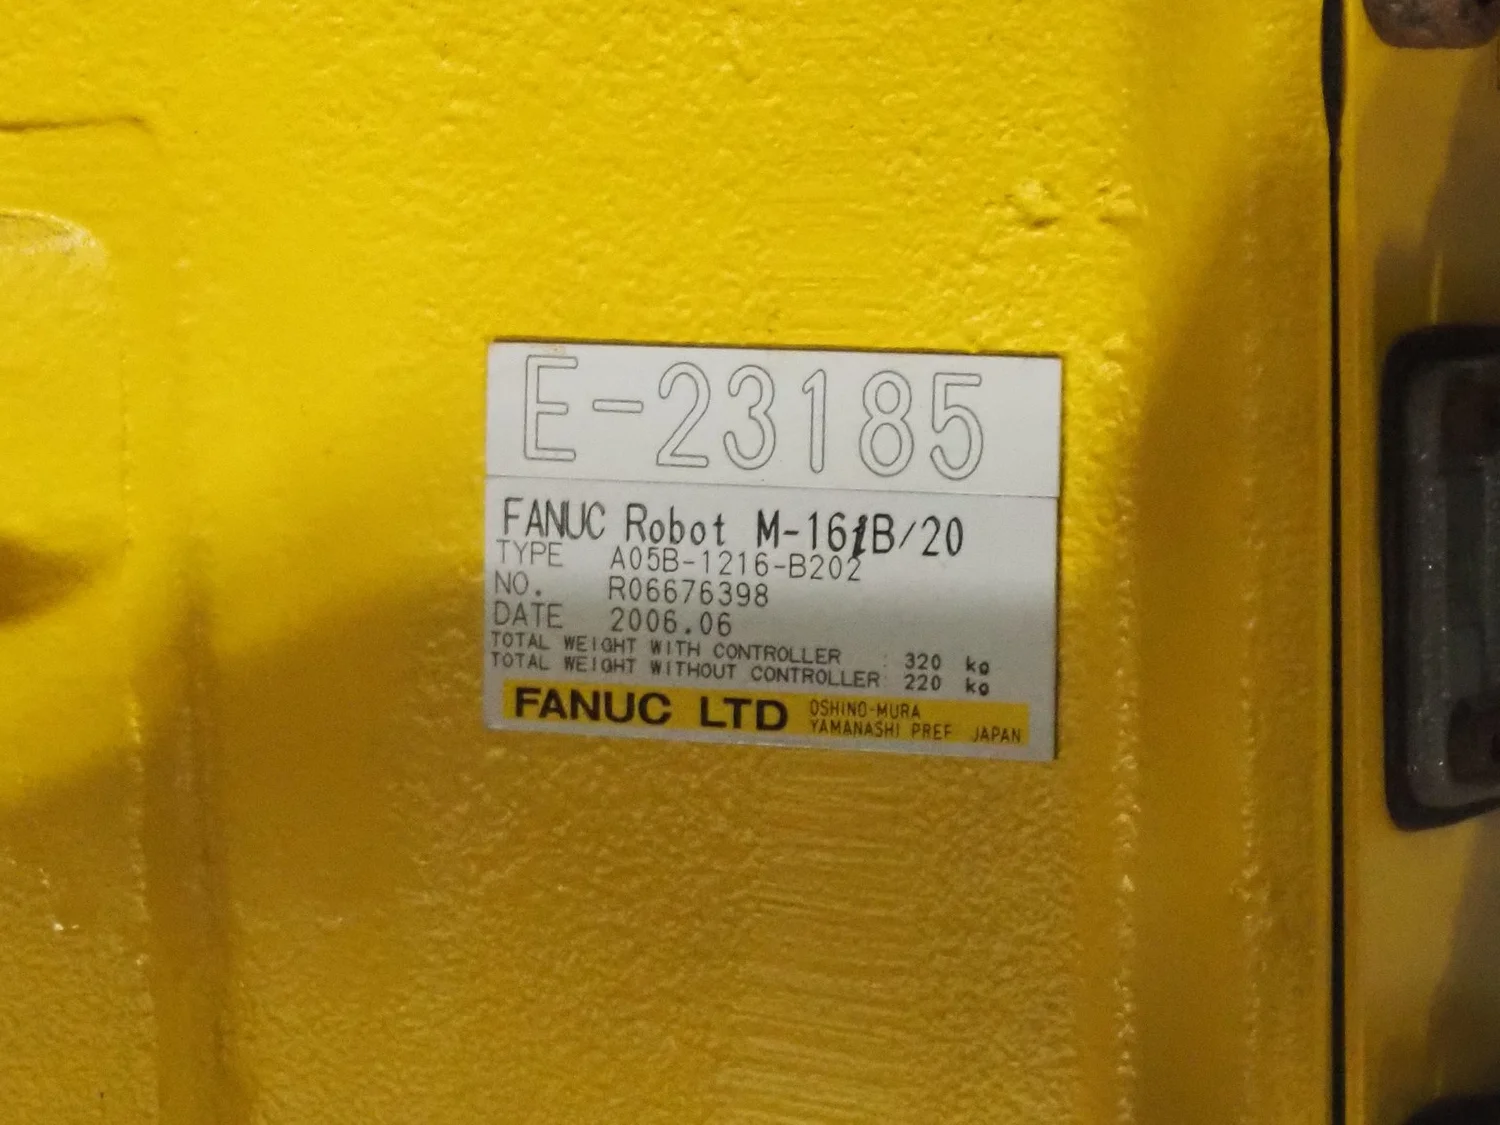 E-23185
FANUC Robot M-16iB/20
TYPE A05B-1216-B202
NO. R06676398
DATE 2006.06
TOTAL WEIGHT WITH CONTROLLER : 320 kg
TOTAL WEIGHT WITHOUT CONTROLLER: 220 kg
FANUC LTD OSHINO-MURA
YAMANASHI PREF JAPAN